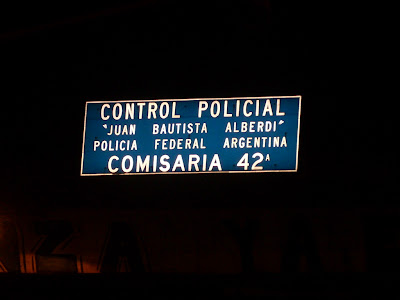 CONTROL POLICIAL
"JUAN BAUTISTA ALBERDI"
POLICIA FEDERAL ARGENTINA
COMISARIA 42A